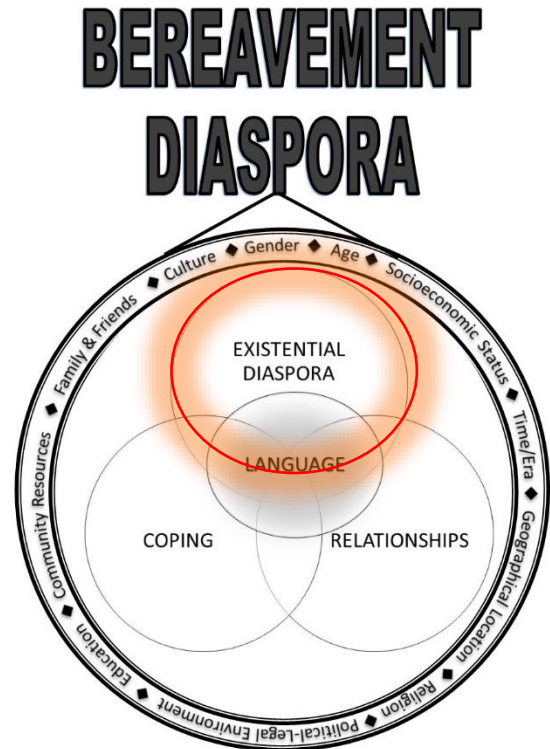 BEREAVEMENT
DIASPORA
Culture ◆ Gender ◆ Age ◆ Socioeconomic Status ◆ Time/Era ◆ Geographical Location ◆ Religion ◆ Political-Legal Environment ◆ Education ◆ Community Resources ◆ Family & Friends ◆
EXISTENTIAL
DIASPORA
LANGUAGE
COPING
RELATIONSHIPS